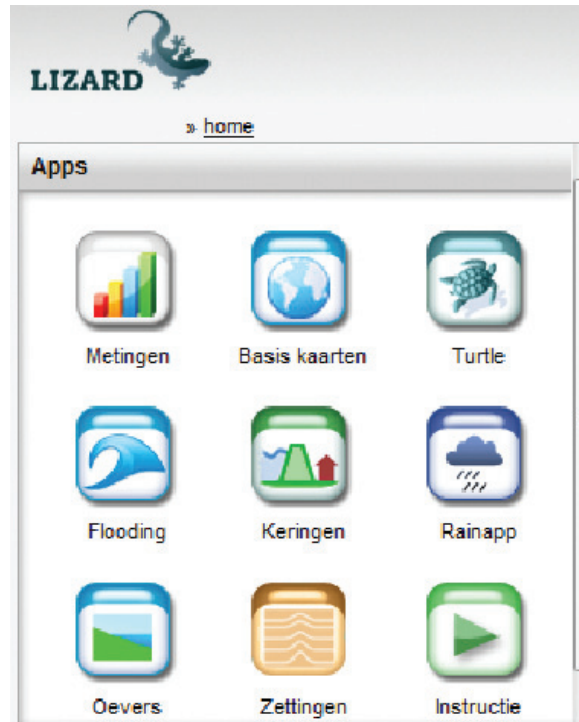 LIZARD
» home
Apps
Metingen Basis kaarten Turtle
Flooding Keringen Rainapp
Oevers Zettingen Instructie